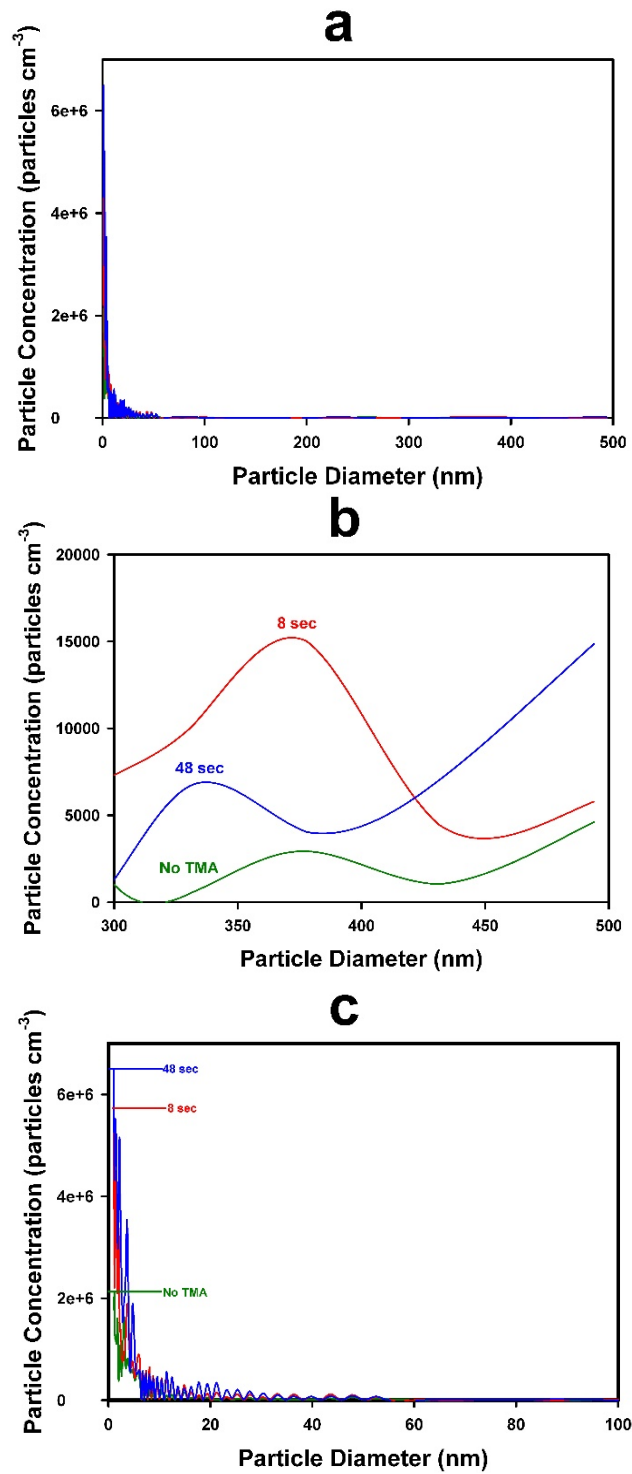 a
Particle Concentration (particles cm-3)
6e+6
4e+6
2e+6
0
0 100 200 300 400 500
Particle Diameter (nm)
b
Particle Concentration (particles cm-3)
20000
15000
10000
5000
0
8 sec
48 sec
No TMA
300 350 400 450 500
Particle Diameter (nm)
c
Particle Concentration (particles cm-3)
6e+6
4e+6
2e+6
0
48 sec
8 sec
No TMA
0 20 40 60 80 100
Particle Diameter (nm)